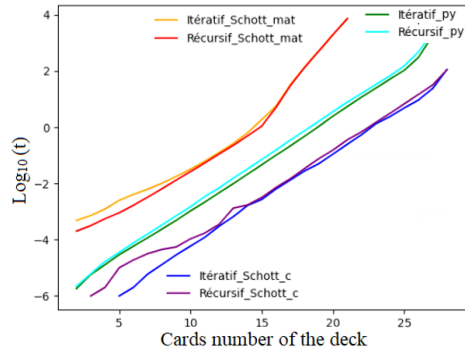 4
2
0
−2
−4
−6
Log₁₀ (t)
Itératif_Schott_mat
Récursif_Schott_mat
Itératif_py
Récursif_py
Itératif_Schott_c
Récursif_Schott_c
5 10 15 20 25
Cards number of the deck